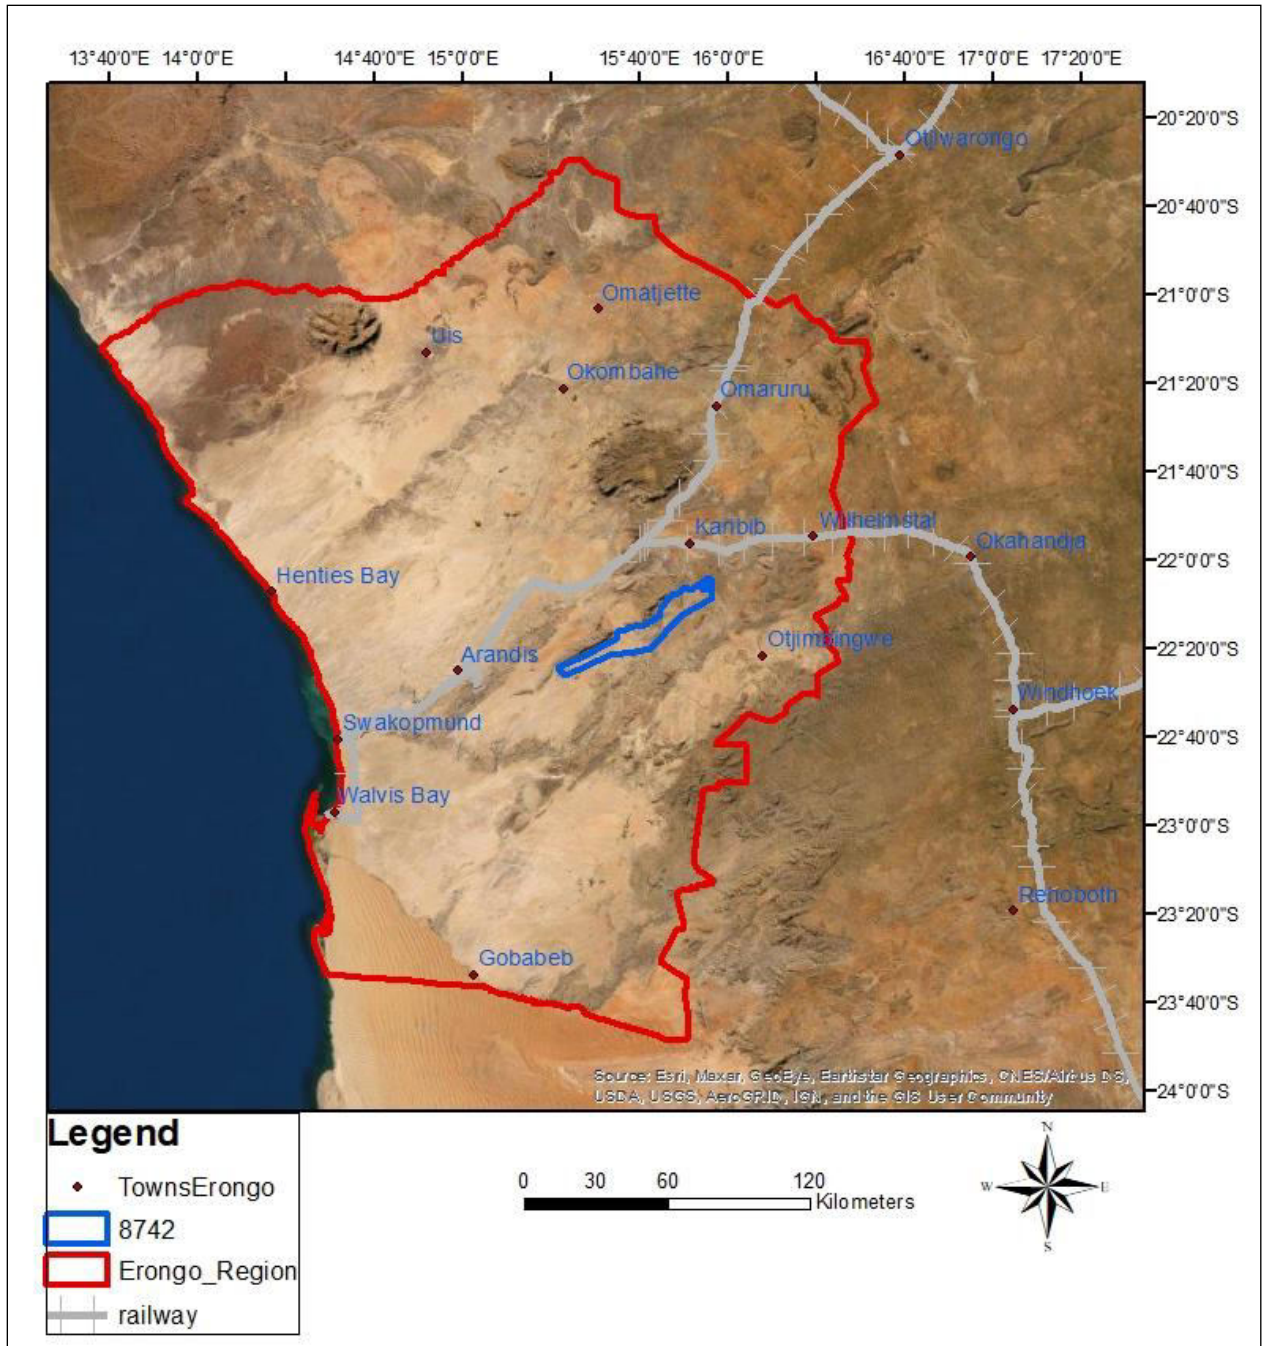 13°40'0"E 14°0'0"E 14°40'0"E 15°0'0"E 15°40'0"E 16°0'0"E 16°40'0"E 17°0'0"E 17°20'0"E
20°20'0"S
Otjiwarongo
20°40'0"S
Omatjette
21°0'0"S
Uis
Okombahe
21°20'0"S
Omaruru
21°40'0"S
Karibib
Wilhelmstal
Okahandja
22°0'0"S
Henties Bay
Otjimbingwe
22°20'0"S
Arandis
Windhoek
Swakopmund
22°40'0"S
Walvis Bay
23°0'0"S
Rehoboth
23°20'0"S
Gobabeb
23°40'0"S
Source: Esri, Maxar, GeoEye, Earthstar Geographics, CNES/Airbus DS,
24°0'0"S
USDA, USGS, AeroGRID, IGN, and the GIS User Community
Legend
TownsErongo
8742
Erongo_Region
railway
0 30 60 120
Kilometers
N
W E
S